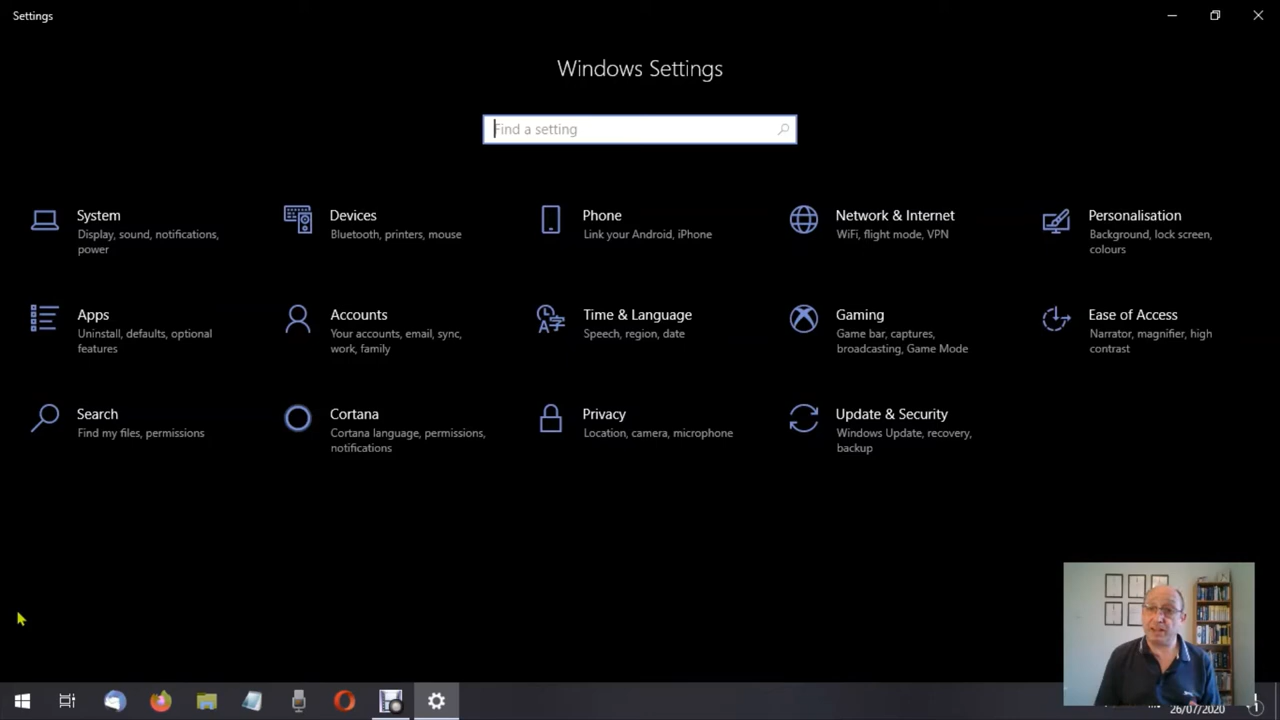 Settings
Windows Settings
Find a setting
System
Display, sound, notifications,
power
Devices
Bluetooth, printers, mouse
Phone
Link your Android, iPhone
Network & Internet
WiFi, flight mode, VPN
Personalisation
Background, lock screen,
colours
Apps
Uninstall, defaults, optional
features
Accounts
Your accounts, email, sync,
work, family
Time & Language
Speech, region, date
Gaming
Game bar, captures,
broadcasting, Game Mode
Ease of Access
Narrator, magnifier, high
contrast
Search
Find my files, permissions
Cortana
Cortana language, permissions,
notifications
Privacy
Location, camera, microphone
Update & Security
Windows Update, recovery,
backup
26/07/2020